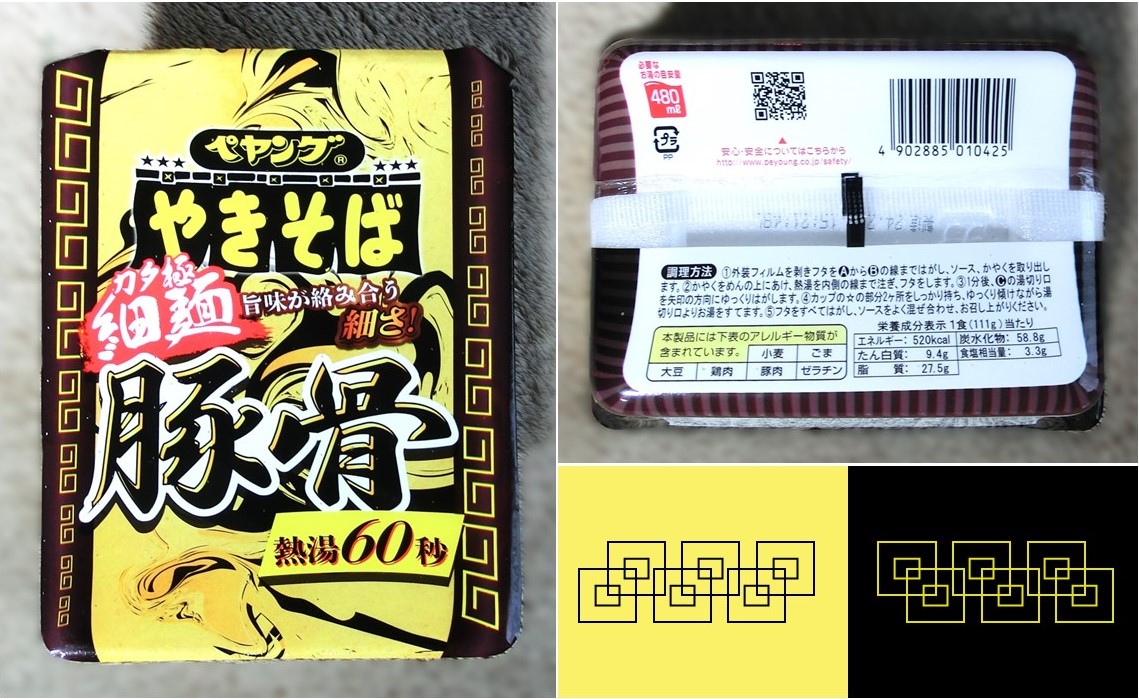 ペヤング®
やきそば
カタ極
細麺
旨味が絡み合う
細さ!
豚・骨
熱湯60秒
必要な
お湯の目安量
480
mℓ
プラ
PP
安心・安全についてはこちらから
http://www.peyoung.co.jp/safety/
4 902885 010425
調理方法 ①外装フィルムを剥きフタをAからBの線まではがし、ソース、かやくを取り出し
ます。②かやくをめんの上にあけ、熱湯を内側の線まで注ぎ、フタをします。③1分後、Cの湯切り口
を矢印の方向にゆっくりはがします。④カップの☆の部分2ヶ所をしっかり持ち、ゆっくり傾けながら湯
切り口よりお湯をすてます。⑤フタをすべてはがし、ソースをよく混ぜ合わせ、お召し上がりください。
本製品には下表のアレルギー物質が
含まれています。 小麦 ごま
大豆 鶏肉 豚肉 ゼラチン
栄養成分表示 1食(111g)当たり
エネルギー: 520kcal 炭水化物: 58.8g
たん白質: 9.4g 食塩相当量: 3.3g
脂 質: 27.5g